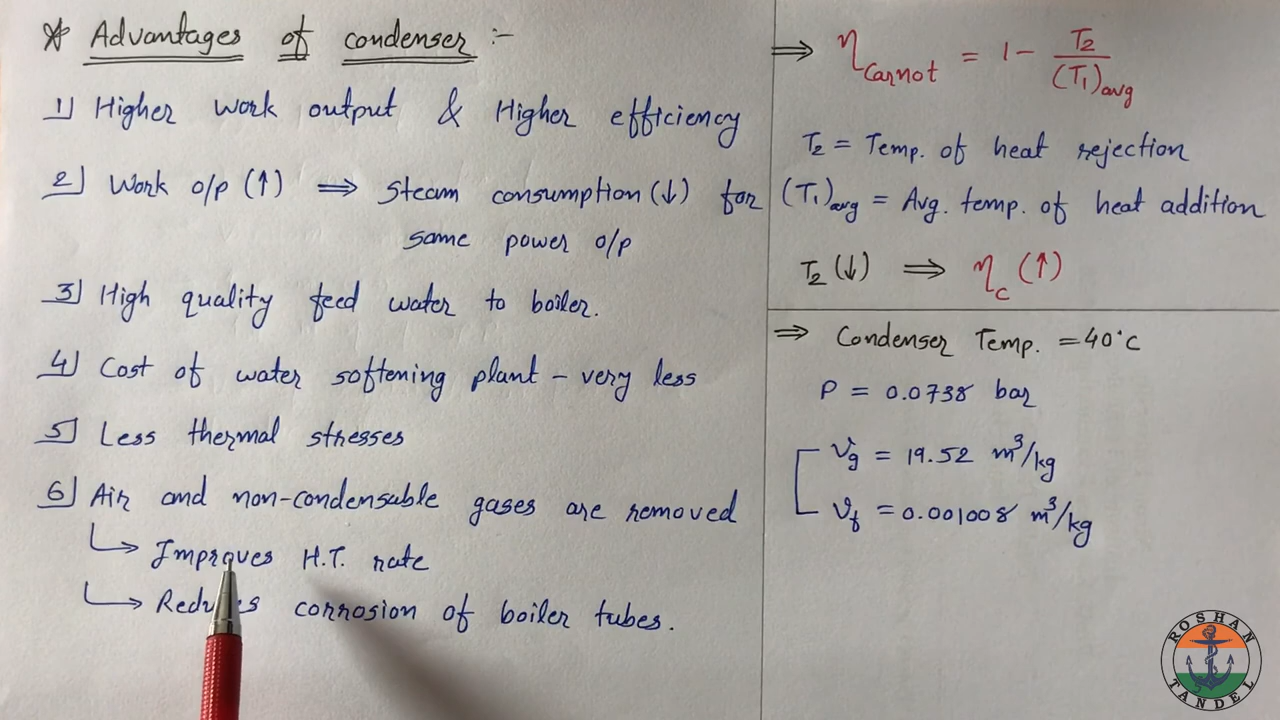 * Advantages of condenser :-
1) Higher work output & Higher efficiency
2) Work o/p (↑) ⟹ Steam consumption (↓) for
same power o/p
3) High quality feed water to boiler.
4) Cost of water softening plant - very less
5) Less thermal stresses
6) Air and non-condensable gases are removed
↳ Improves H.T. rate
↳ Reduces corrosion of boiler tubes.
⟹ η_Carnot = 1 - T₂/(T₁)avg
T₂ = Temp. of heat rejection
(T₁)avg = Avg. temp. of heat addition
T₂ (↓) ⟹ η_c (↑)
⟹ Condenser Temp. = 40°C
P = 0.0738 bar
v_g = 19.52 m³/kg
v_f = 0.001008 m³/kg
ROSHAN
TANDEL